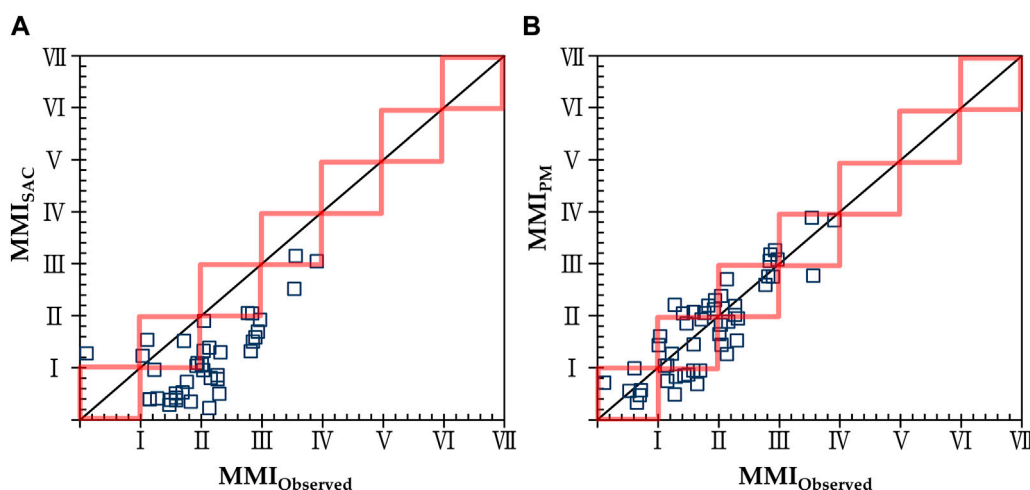 A
VII
VI
V
IV
III
II
I
MMI_SAC
I II III IV V VI VII
MMI_Observed
B
VII
VI
V
IV
III
II
I
MMI_PM
I II III IV V VI VII
MMI_Observed